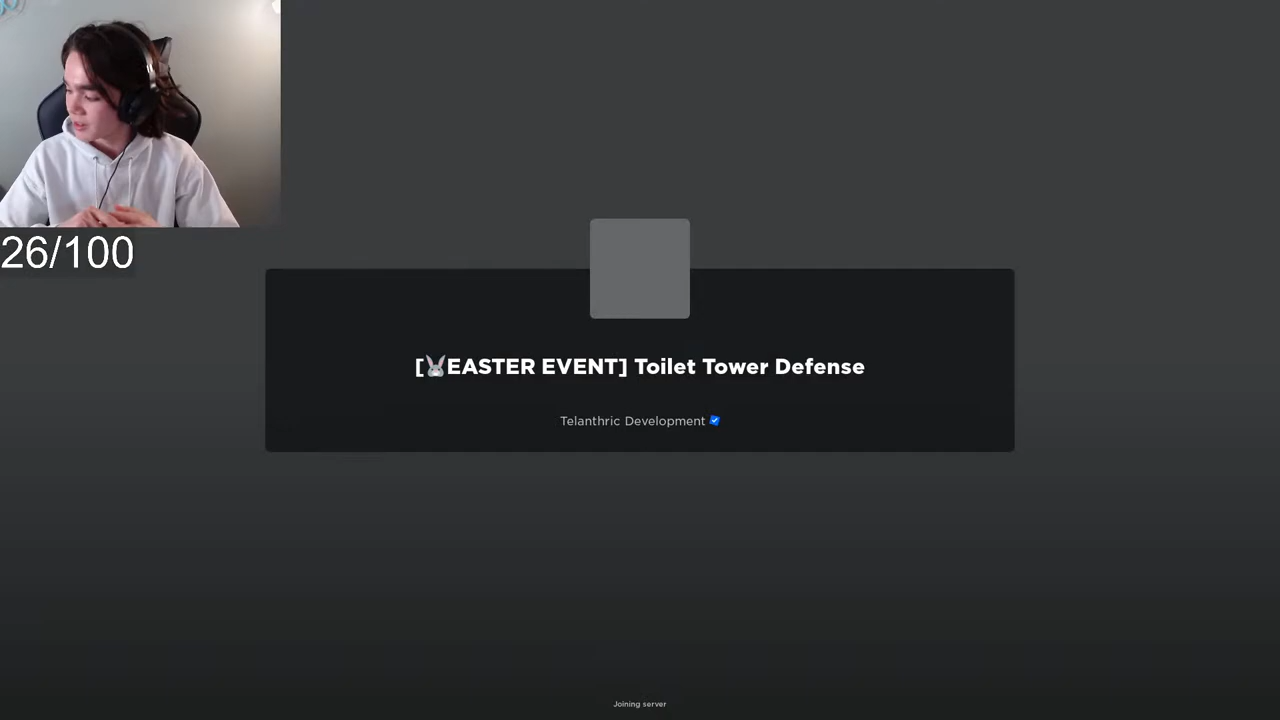 26/100
[🐰EASTER EVENT] Toilet Tower Defense
Telanthric Development
Joining server